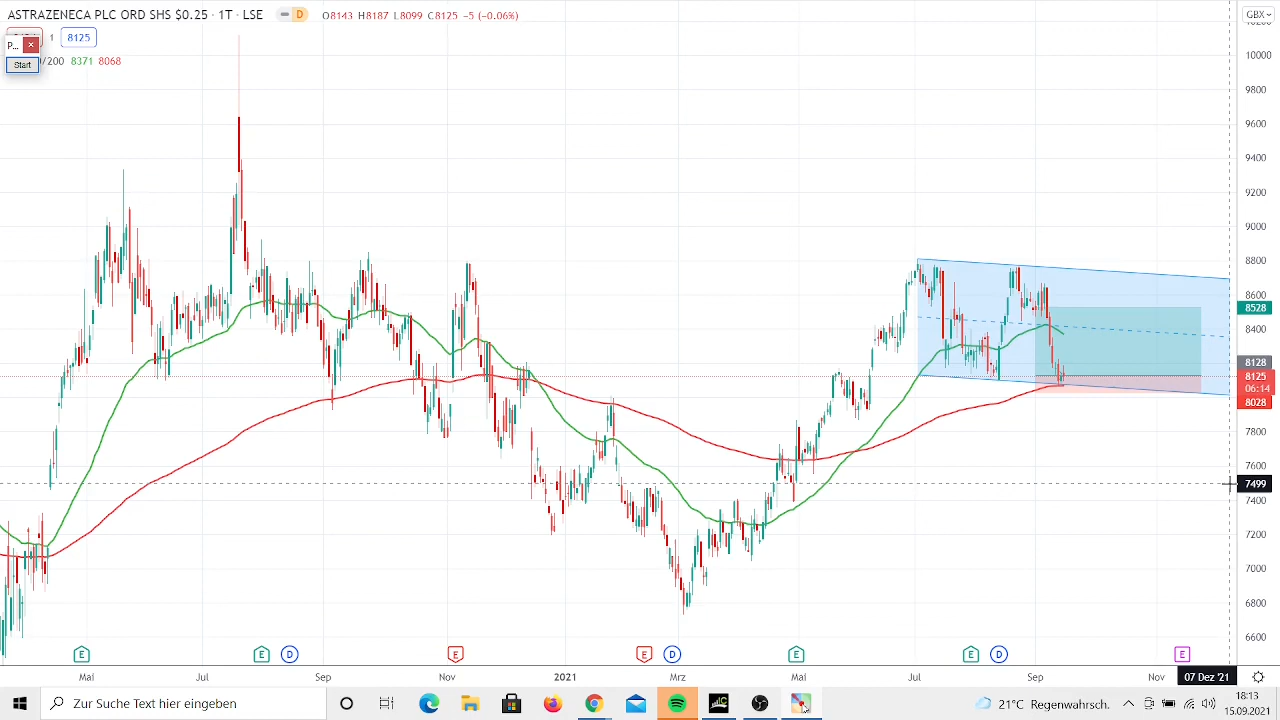 ASTRAZENECA PLC ORD SHS $0.25 · 1T · LSE
D
O8143 H8187 L8099 C8125 −5 (−0.06%)
GBX
P...
1
8125
Start
/200 8371 8068
10000
9800
9600
9400
9200
9000
8800
8600
8528
8400
8128
8125
06:14
8028
7800
7600
7499
7400
7200
7000
6800
6600
E
E
D
E
E
D
E
E
D
E
Mai
Jul
Sep
Nov
2021
Mrz
Mai
Jul
Sep
Nov
07 Dez '21
Zur Suche Text hier eingeben
21°C Regenwahrsch.
18:13
15.09.2021